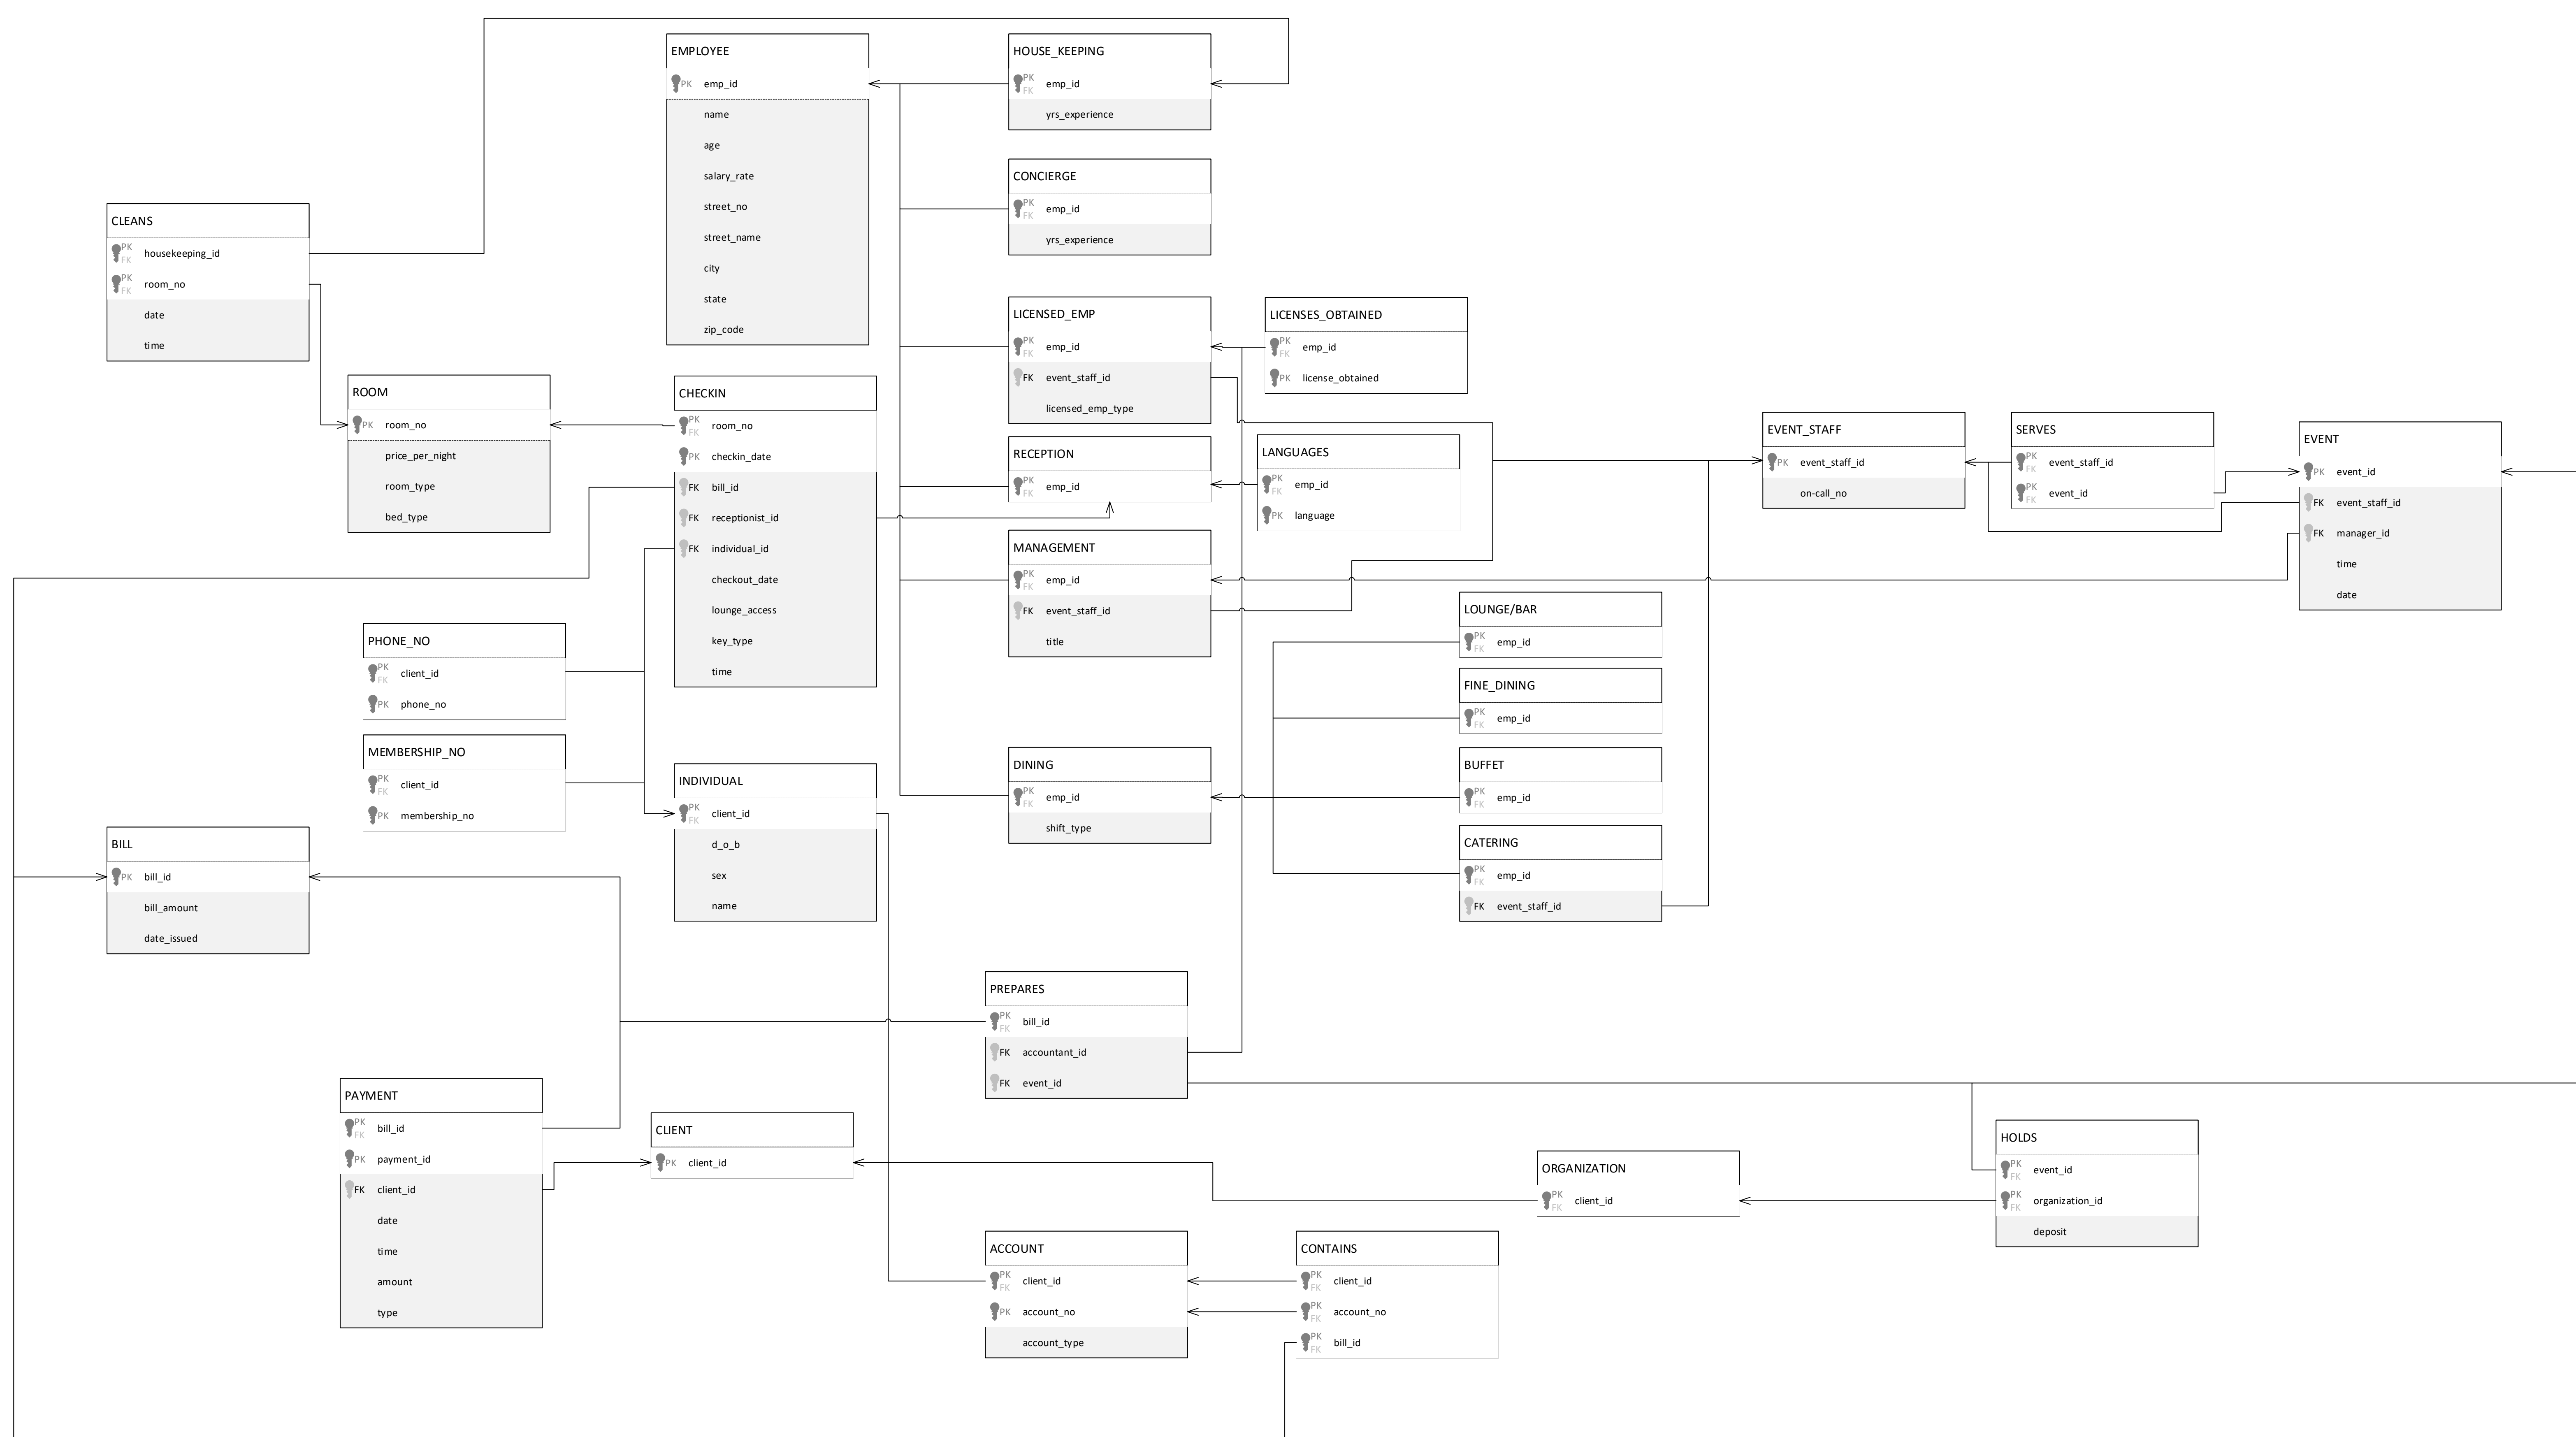 EMPLOYEE
PK emp_id
name
age
salary_rate
street_no
street_name
city
state
zip_code
HOUSE_KEEPING
PK FK emp_id
yrs_experience
CONCIERGE
PK FK emp_id
yrs_experience
CLEANS
PK FK housekeeping_id
PK FK room_no
date
time
LICENSED_EMP
PK FK emp_id
FK event_staff_id
licensed_emp_type
LICENSES_OBTAINED
PK FK emp_id
PK license_obtained
ROOM
PK room_no
price_per_night
room_type
bed_type
CHECKIN
PK FK room_no
PK checkin_date
FK bill_id
FK receptionist_id
FK individual_id
checkout_date
lounge_access
key_type
time
RECEPTION
PK FK emp_id
LANGUAGES
PK FK emp_id
PK language
EVENT_STAFF
PK event_staff_id
on-call_no
SERVES
PK FK event_staff_id
PK FK event_id
EVENT
PK event_id
FK event_staff_id
FK manager_id
time
date
MANAGEMENT
PK FK emp_id
FK event_staff_id
title
LOUNGE/BAR
PK FK emp_id
FINE_DINING
PK FK emp_id
BUFFET
PK FK emp_id
CATERING
PK FK emp_id
FK event_staff_id
PHONE_NO
PK FK client_id
PK phone_no
MEMBERSHIP_NO
PK FK client_id
PK membership_no
INDIVIDUAL
PK FK client_id
d_o_b
sex
name
DINING
PK FK emp_id
shift_type
BILL
PK bill_id
bill_amount
date_issued
PREPARES
PK FK bill_id
FK accountant_id
FK event_id
PAYMENT
PK FK bill_id
PK payment_id
FK client_id
date
time
amount
type
CLIENT
PK client_id
ORGANIZATION
PK FK client_id
HOLDS
PK FK event_id
PK FK organization_id
deposit
ACCOUNT
PK FK client_id
PK account_no
account_type
CONTAINS
PK FK client_id
PK FK account_no
PK FK bill_id